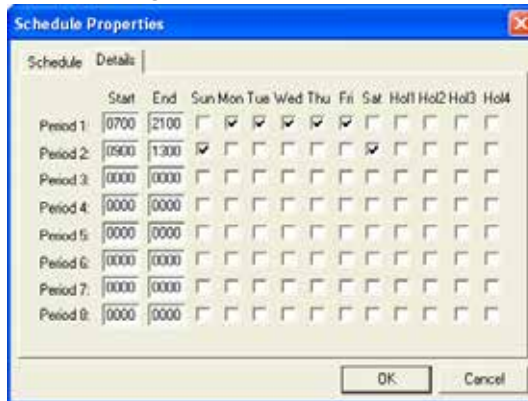 Schedule Properties
Schedule Details
Start End Sun Mon Tue Wed Thu Fri Sat Hol1 Hol2 Hol3 Hol4
Period 1: 0700 2100
Period 2: 0900 1300
Period 3: 0000 0000
Period 4: 0000 0000
Period 5: 0000 0000
Period 6: 0000 0000
Period 7: 0000 0000
Period 8: 0000 0000
OK Cancel